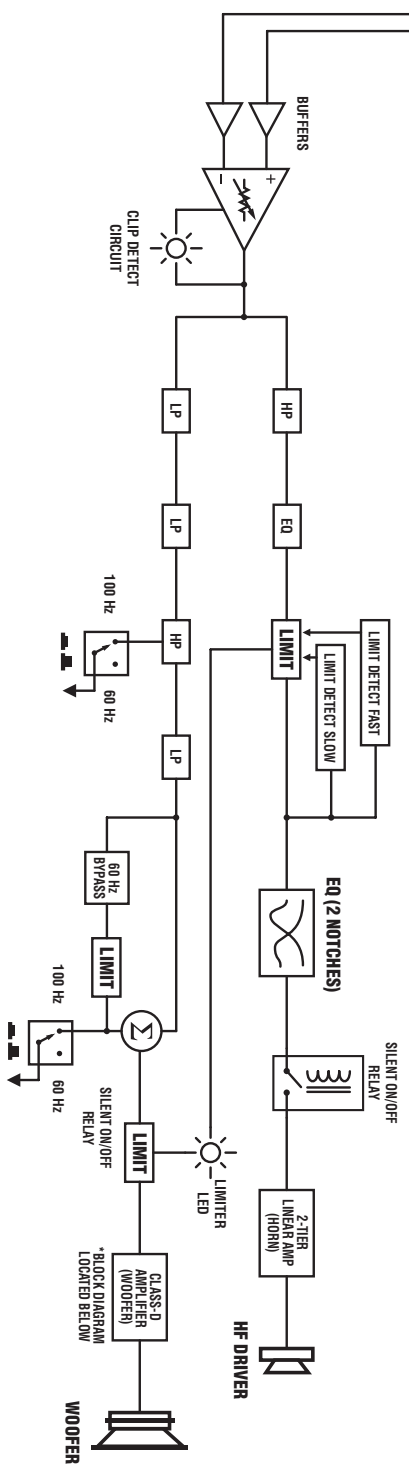 BUFFERS
+
−
CLIP DETECT
CIRCUIT
HP
EQ
LIMIT
LIMIT DETECT FAST
LIMIT DETECT SLOW
EQ (2 NOTCHES)
SILENT ON/OFF
RELAY
2-TIER
LINEAR AMP
(HORN)
HF DRIVER
LP
LP
HP
100 Hz
60 Hz
LP
60 Hz
BYPASS
LIMIT
100 Hz
60 Hz
Σ
SILENT ON/OFF
RELAY
LIMIT
LIMITER
LED
CLASS-D
AMPLIFIER
(WOOFER)
*BLOCK DIAGRAM
LOCATED BELOW
WOOFER